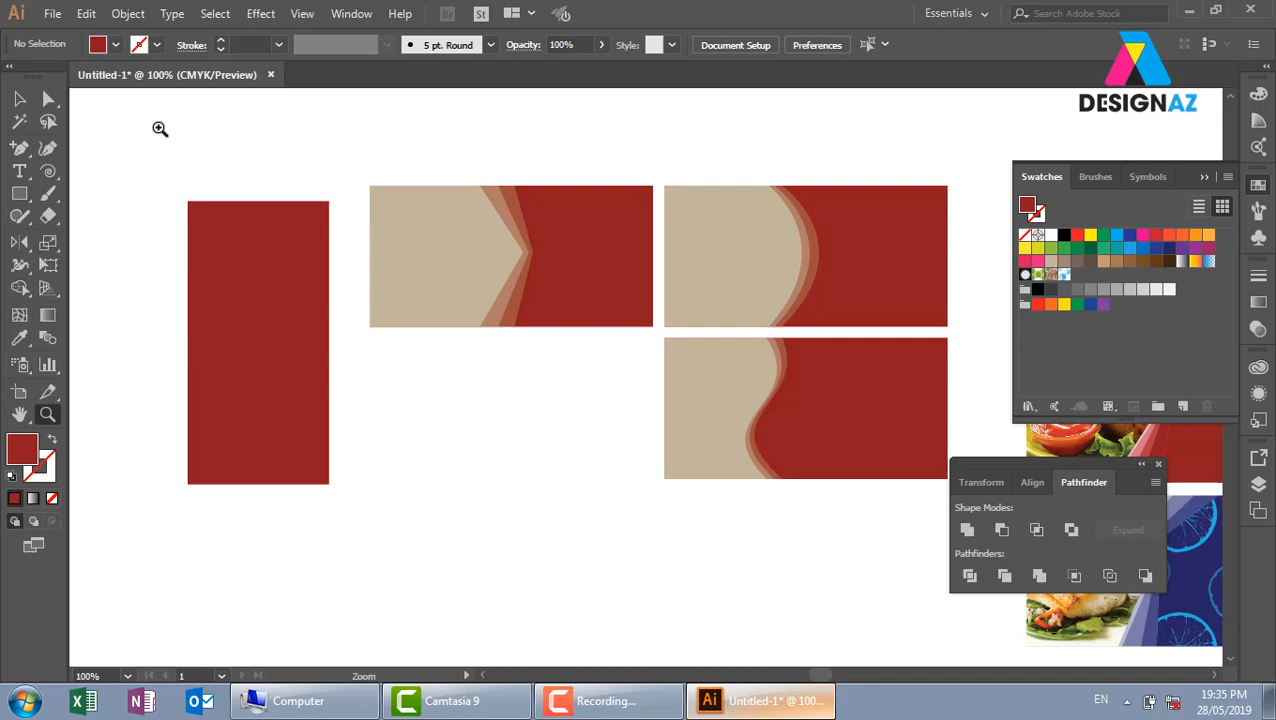 Ai File Edit Object Type Select Effect View Window Help Br St Essentials Search Adobe Stock
No Selection Stroke: 5 pt. Round Opacity: 100% Style: Document Setup Preferences
Untitled-1* @ 100% (CMYK/Preview)
DESIGNAZ
Swatches Brushes Symbols
Transform Align Pathfinder
Shape Modes:
Expand
Pathfinders:
100% 1 Zoom
Computer Camtasia 9 Recording... Ai Untitled-1* @ 100... EN 19:35 PM
28/05/2019